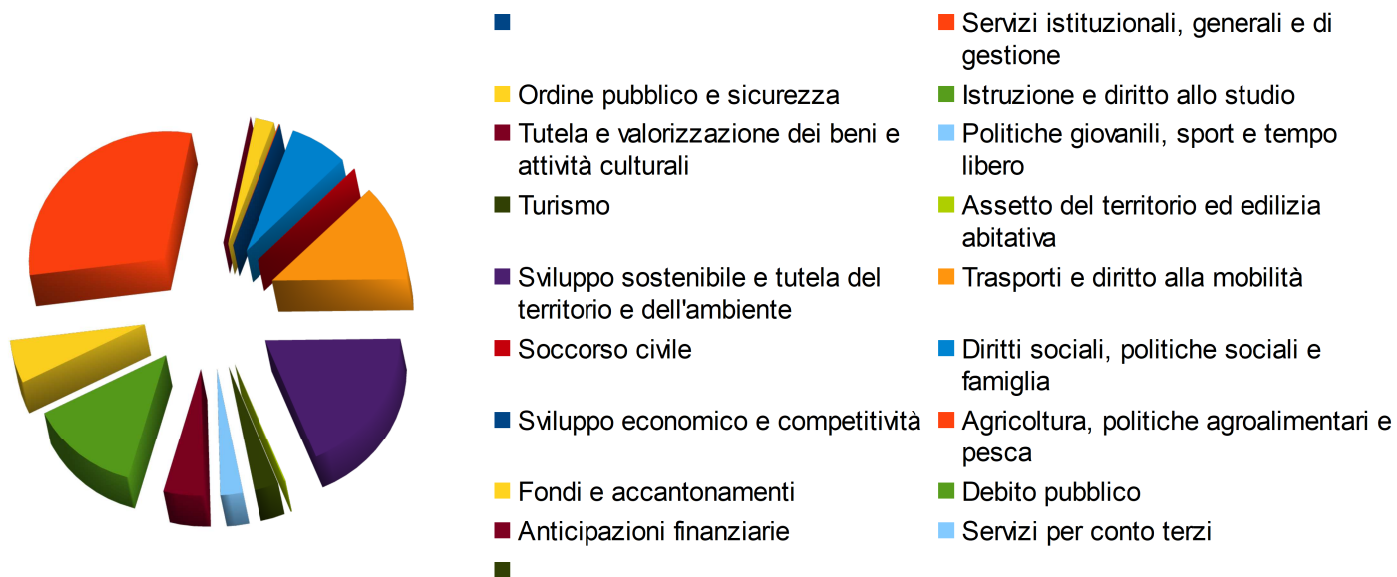 Servizi istituzionali, generali e di
gestione
Ordine pubblico e sicurezza
Istruzione e diritto allo studio
Tutela e valorizzazione dei beni e
attività culturali
Politiche giovanili, sport e tempo
libero
Turismo
Assetto del territorio ed edilizia
abitativa
Sviluppo sostenibile e tutela del
territorio e dell'ambiente
Trasporti e diritto alla mobilità
Soccorso civile
Diritti sociali, politiche sociali e
famiglia
Sviluppo economico e competitività
Agricoltura, politiche agroalimentari e
pesca
Fondi e accantonamenti
Debito pubblico
Anticipazioni finanziarie
Servizi per conto terzi